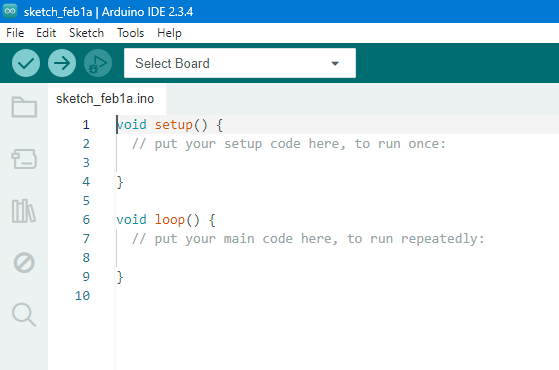 sketch_feb1a | Arduino IDE 2.3.4
File Edit Sketch Tools Help
Select Board
sketch_feb1a.ino
1 void setup() {
2   // put your setup code here, to run once:
3
4 }
5
6 void loop() {
7   // put your main code here, to run repeatedly:
8
9 }
10